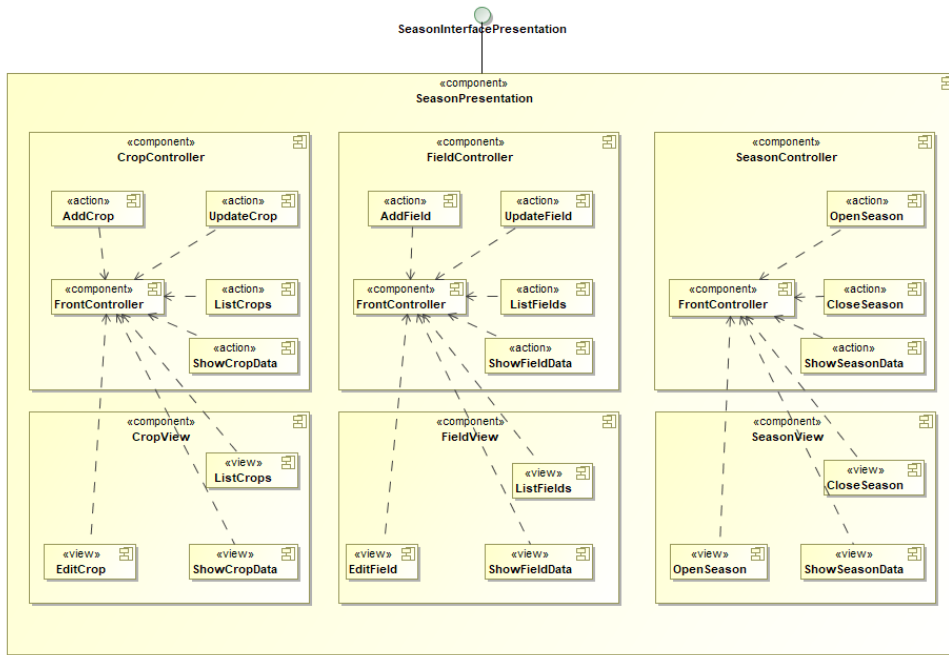 SeasonInterfacePresentation
«component»
SeasonPresentation
«component»
CropController
«action»
AddCrop
«action»
UpdateCrop
«component»
FrontController
«action»
ListCrops
«action»
ShowCropData
«component»
FieldController
«action»
AddField
«action»
UpdateField
«component»
FrontController
«action»
ListFields
«action»
ShowFieldData
«component»
SeasonController
«action»
OpenSeason
«component»
FrontController
«action»
CloseSeason
«action»
ShowSeasonData
«component»
CropView
«view»
ListCrops
«view»
EditCrop
«view»
ShowCropData
«component»
FieldView
«view»
ListFields
«view»
EditField
«view»
ShowFieldData
«component»
SeasonView
«view»
CloseSeason
«view»
OpenSeason
«view»
ShowSeasonData